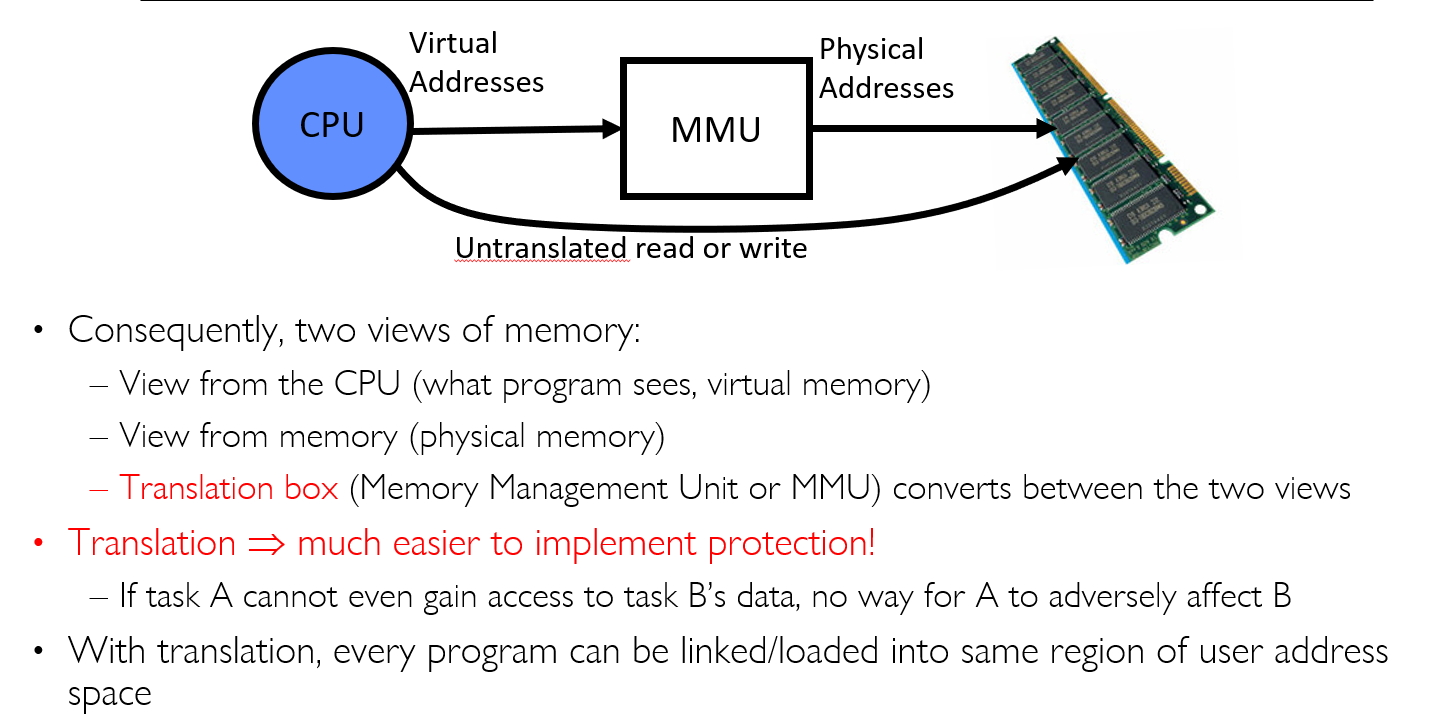 Virtual
Addresses
Physical
Addresses
CPU
MMU
Untranslated read or write
• Consequently, two views of memory:
– View from the CPU (what program sees, virtual memory)
– View from memory (physical memory)
– Translation box (Memory Management Unit or MMU) converts between the two views
• Translation ⇒ much easier to implement protection!
– If task A cannot even gain access to task B's data, no way for A to adversely affect B
• With translation, every program can be linked/loaded into same region of user address
space